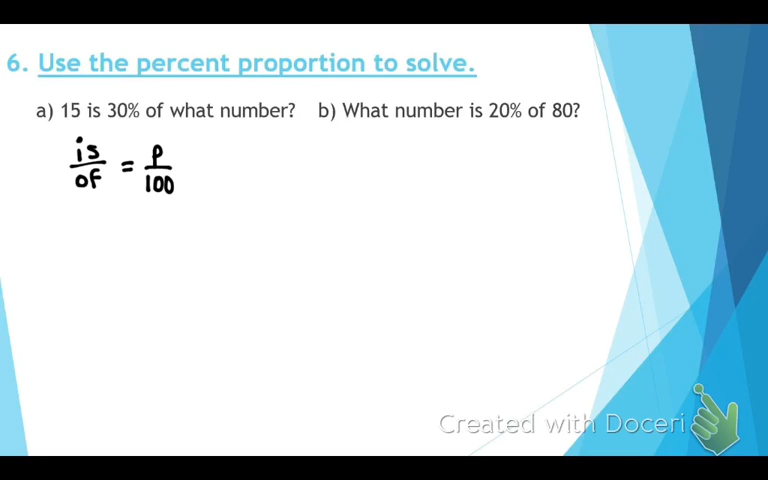 6. Use the percent proportion to solve.
a) 15 is 30% of what number? b) What number is 20% of 80?
is/of = p/100
Created with Doceri